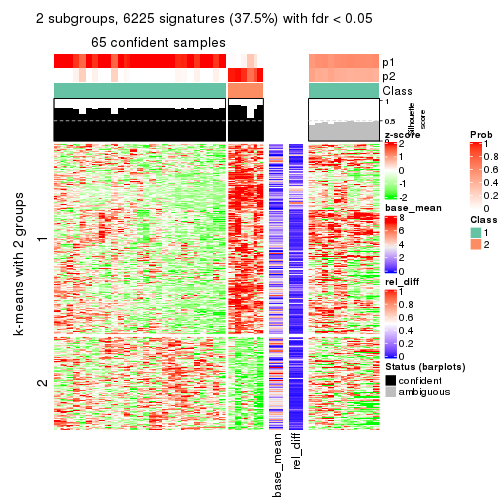 2 subgroups, 6225 signatures (37.5%) with fdr < 0.05
65 confident samples
p1
p2
Class
1
0.5
0
Silhouette
score
k-means with 2 groups
1
2
base_mean
rel_diff
z-score
2
1
0
-1
-2
base_mean
8
6
4
2
0
rel_diff
1
0.8
0.6
0.4
0.2
0
Status (barplots)
confident
ambiguous
Prob
1
0.8
0.6
0.4
0.2
0
Class
1
2